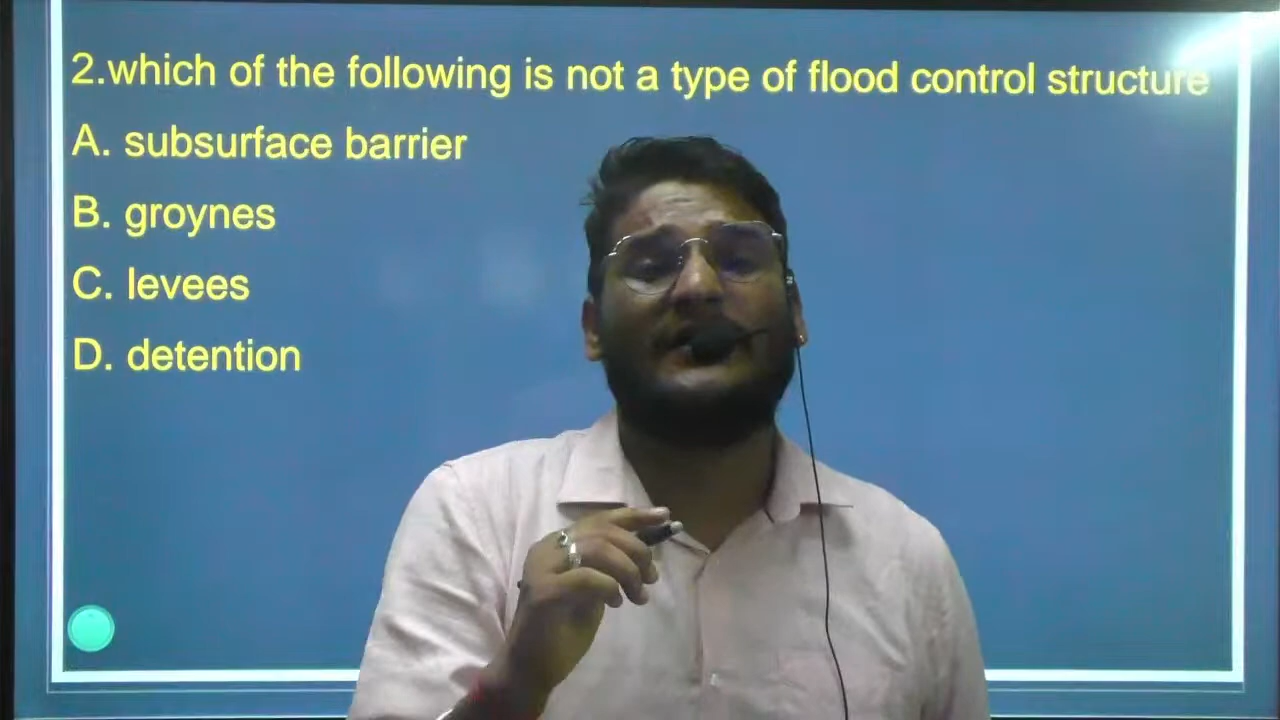 2.which of the following is not a type of flood control structure
A. subsurface barrier
B. groynes
C. levees
D. detention